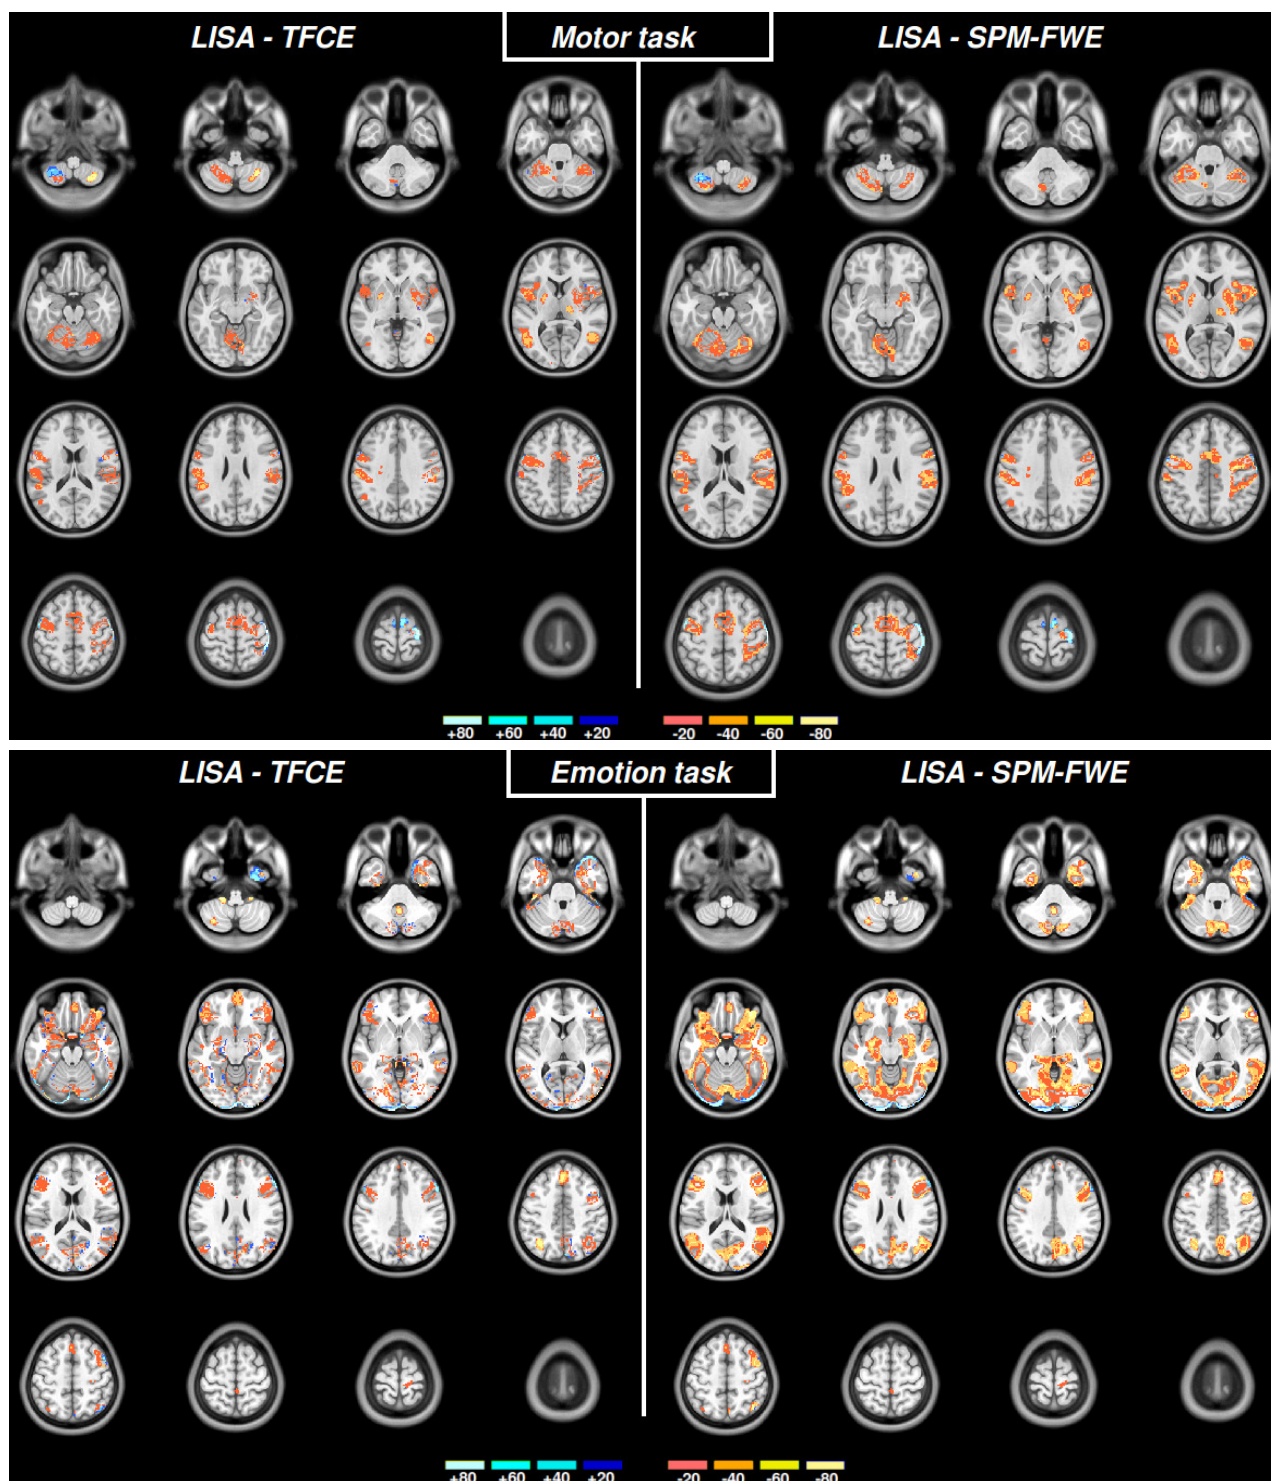 LISA - TFCE
Motor task
LISA - SPM-FWE
+80 +60 +40 +20 -20 -40 -60 -80
LISA - TFCE
Emotion task
LISA - SPM-FWE
+80 +60 +40 +20 -20 -40 -60 -80